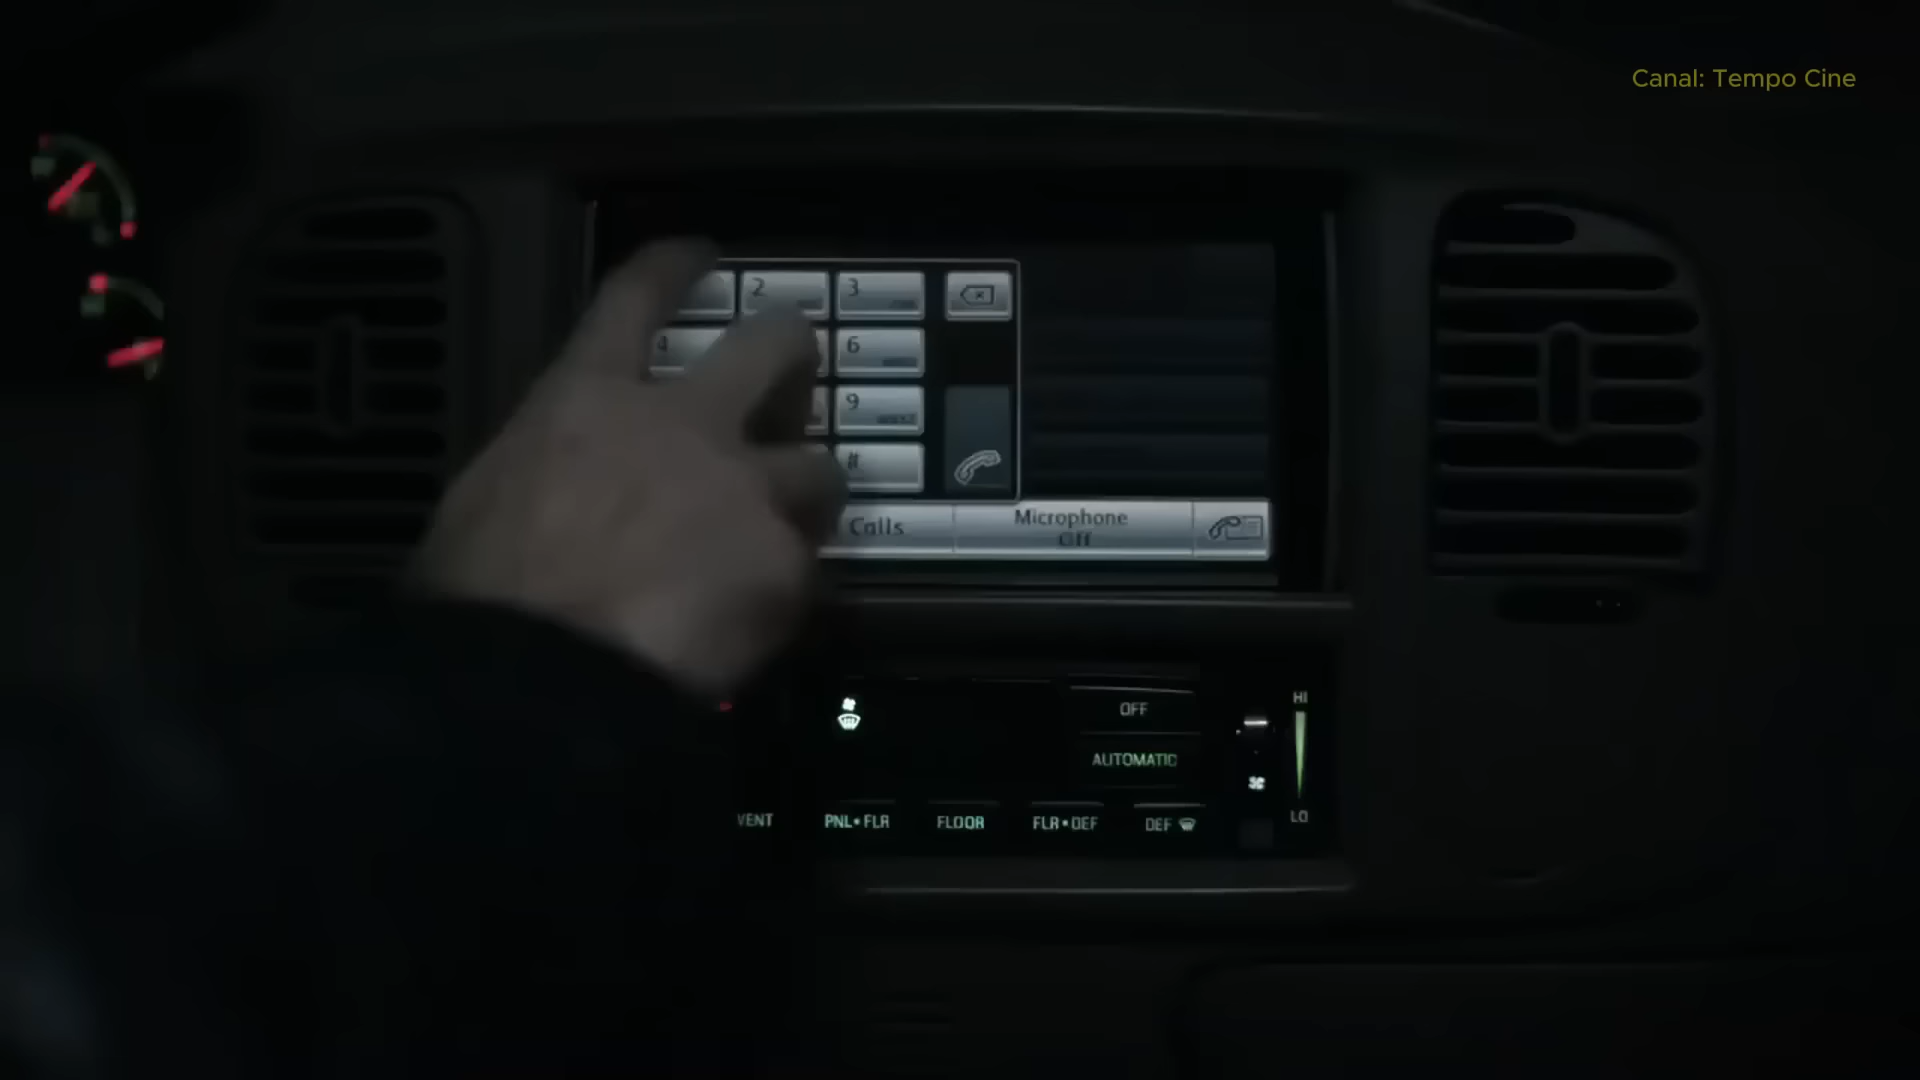 Canal: Tempo Cine
2
3
4
6
9
#
Calls
Microphone
Off
HI
OFF
AUTOMATIC
LO
VENT
PNL•FLR
FLOOR
FLR•DEF
DEF